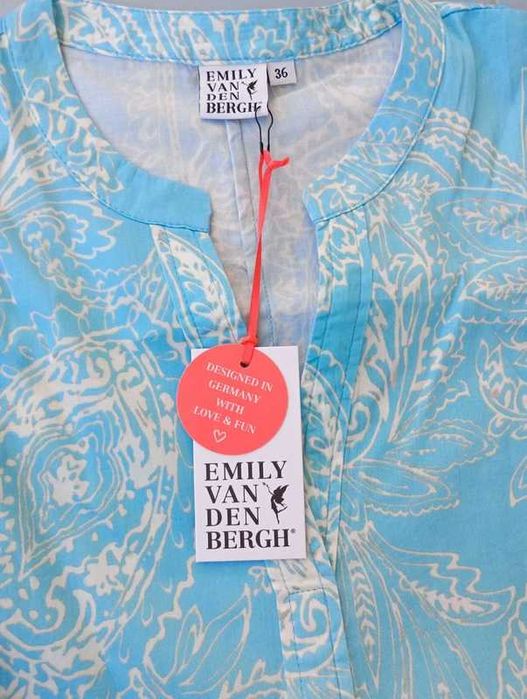 EMILY
VAN
DEN
BERGH
36
DESIGNED IN
GERMANY
WITH
LOVE & FUN
EMILY
VAN
DEN
BERGH®